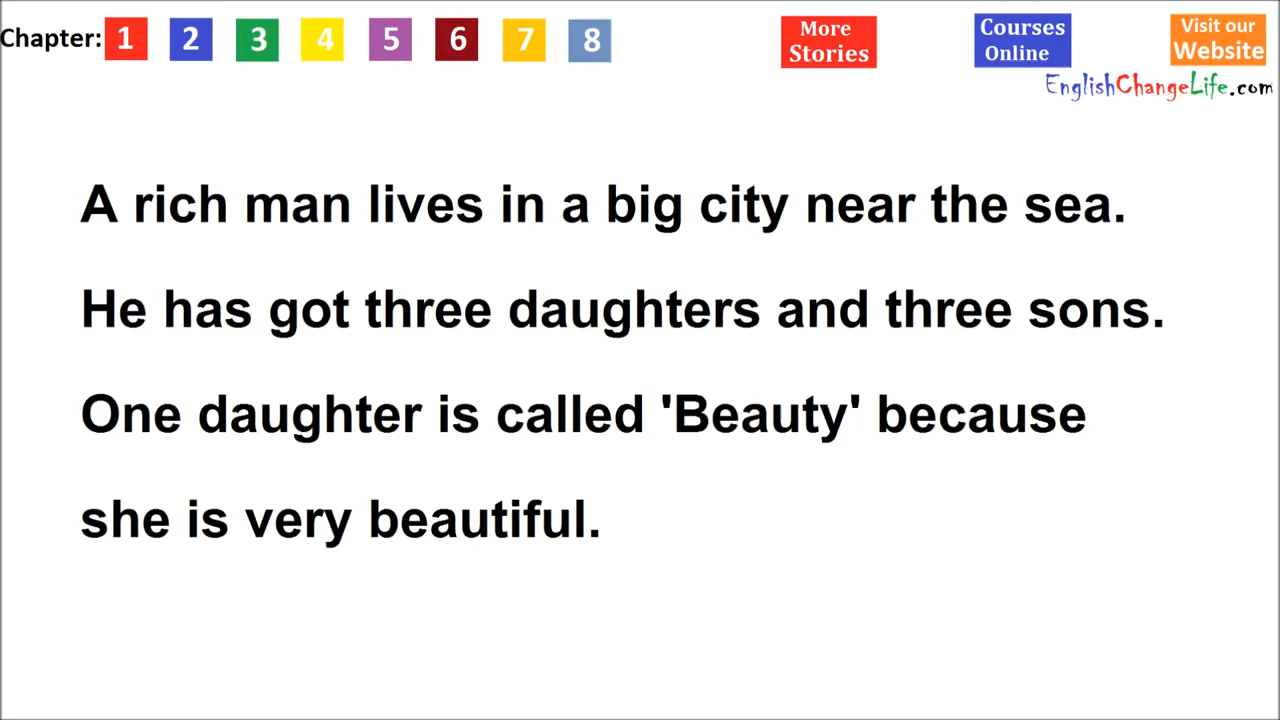 Chapter: 1 2 3 4 5 6 7 8
More
Stories
Courses
Online
Visit our
Website
EnglishChangeLife.com
A rich man lives in a big city near the sea.
He has got three daughters and three sons.
One daughter is called 'Beauty' because
she is very beautiful.